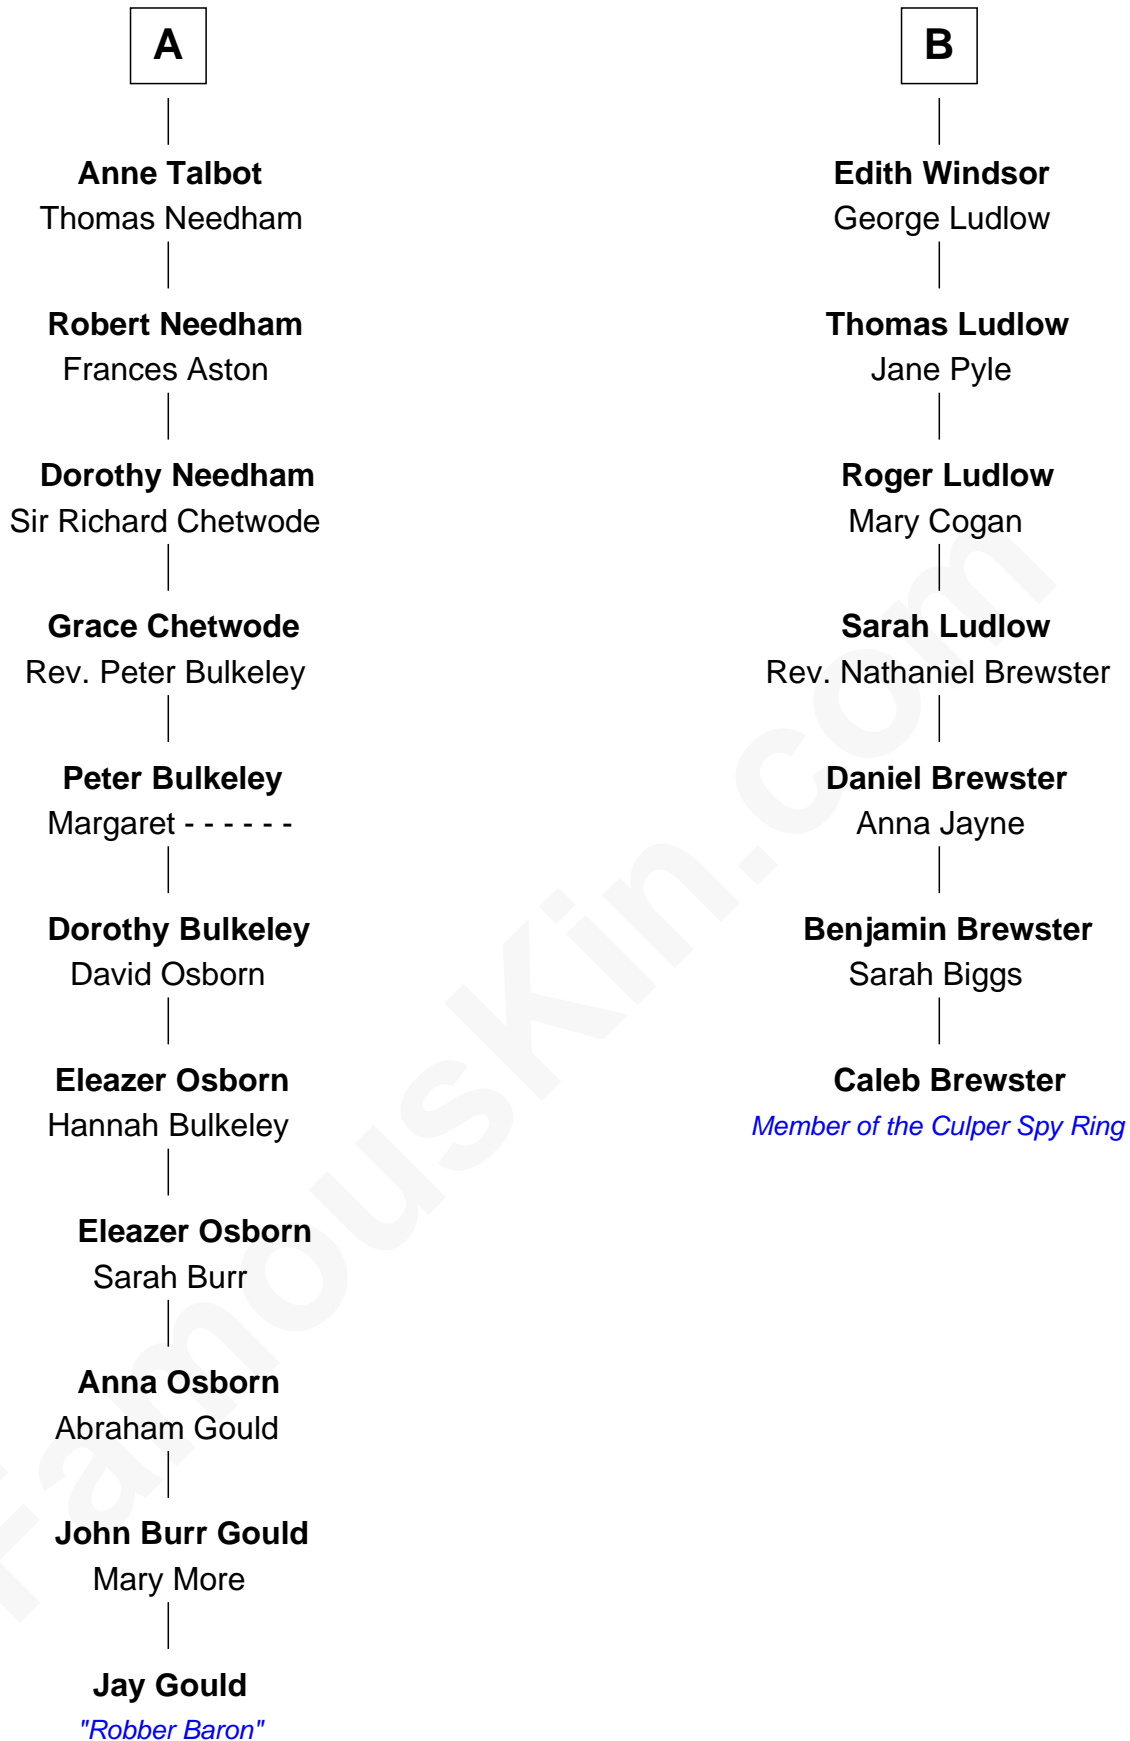 A
Anne Talbot
Thomas Needham
Robert Needham
Frances Aston
Dorothy Needham
Sir Richard Chetwode
Grace Chetwode
Rev. Peter Bulkeley
Peter Bulkeley
Margaret - - - - - -
Dorothy Bulkeley
David Osborn
Eleazer Osborn
Hannah Bulkeley
Eleazer Osborn
Sarah Burr
Anna Osborn
Abraham Gould
John Burr Gould
Mary More
Jay Gould
"Robber Baron"
B
Edith Windsor
George Ludlow
Thomas Ludlow
Jane Pyle
Roger Ludlow
Mary Cogan
Sarah Ludlow
Rev. Nathaniel Brewster
Daniel Brewster
Anna Jayne
Benjamin Brewster
Sarah Biggs
Caleb Brewster
Member of the Culper Spy Ring
FamousKin.com